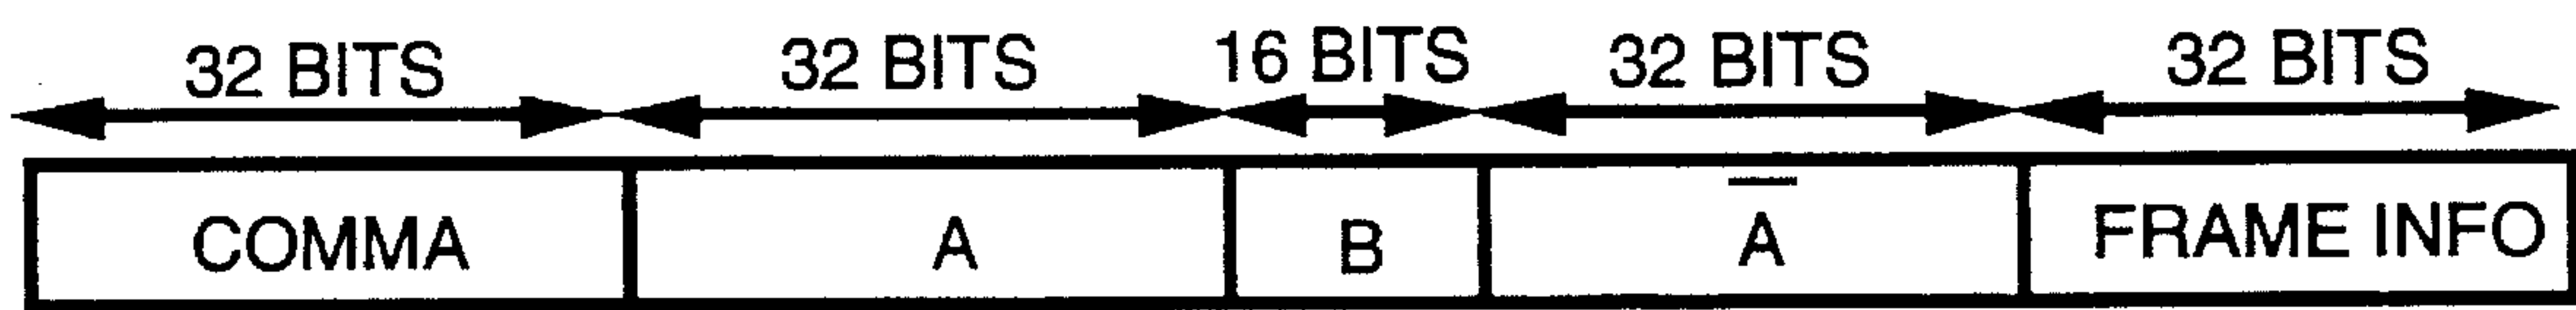 32 BITS 32 BITS 16 BITS 32 BITS 32 BITS
COMMA A B A̅ FRAME INFO